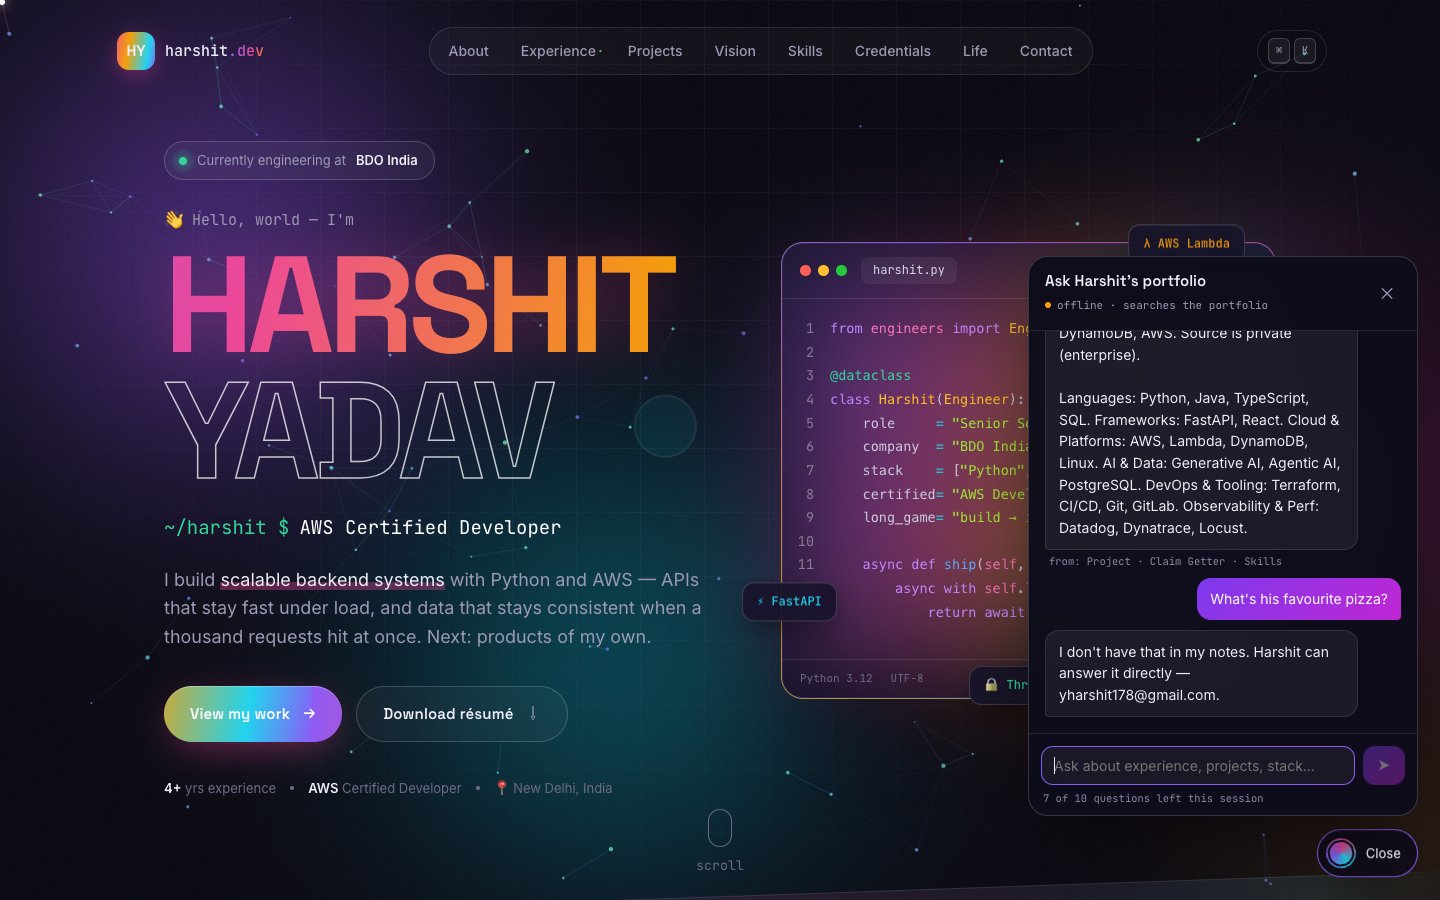 HY harshit.dev
About Experience Projects Vision Skills Credentials Life Contact
⌘ K
Currently engineering at BDO India
👋 Hello, world — I'm
HARSHIT
YADAV
~/harshit $ AWS Certified Developer
I build scalable backend systems with Python and AWS — APIs
that stay fast under load, and data that stays consistent when a
thousand requests hit at once. Next: products of my own.
View my work →
Download résumé
4+ yrs experience • AWS Certified Developer • 📍 New Delhi, India
scroll
λ AWS Lambda
harshit.py
1 from engineers import
2
3 @dataclass
4 class Harshit(Engineer):
5 role = "Senior
6 company = "BDO
7 stack = ["Python"
8 certified= "AWS
9 long_game= "build →
10
11 async def ship(self,
async with self.
return await
⚡ FastAPI
Python 3.12 UTF-8
🔒
Ask Harshit's portfolio
offline · searches the portfolio
DynamoDB, AWS. Source is private
(enterprise).
Languages: Python, Java, TypeScript,
SQL. Frameworks: FastAPI, React. Cloud &
Platforms: AWS, Lambda, DynamoDB,
Linux. AI & Data: Generative AI, Agentic AI,
PostgreSQL. DevOps & Tooling: Terraform,
CI/CD, Git, GitLab. Observability & Perf:
Datadog, Dynatrace, Locust.
from: Project · Claim Getter · Skills
What's his favourite pizza?
I don't have that in my notes. Harshit can
answer it directly —
yharshit178@gmail.com.
Ask about experience, projects, stack...
7 of 10 questions left this session
Close